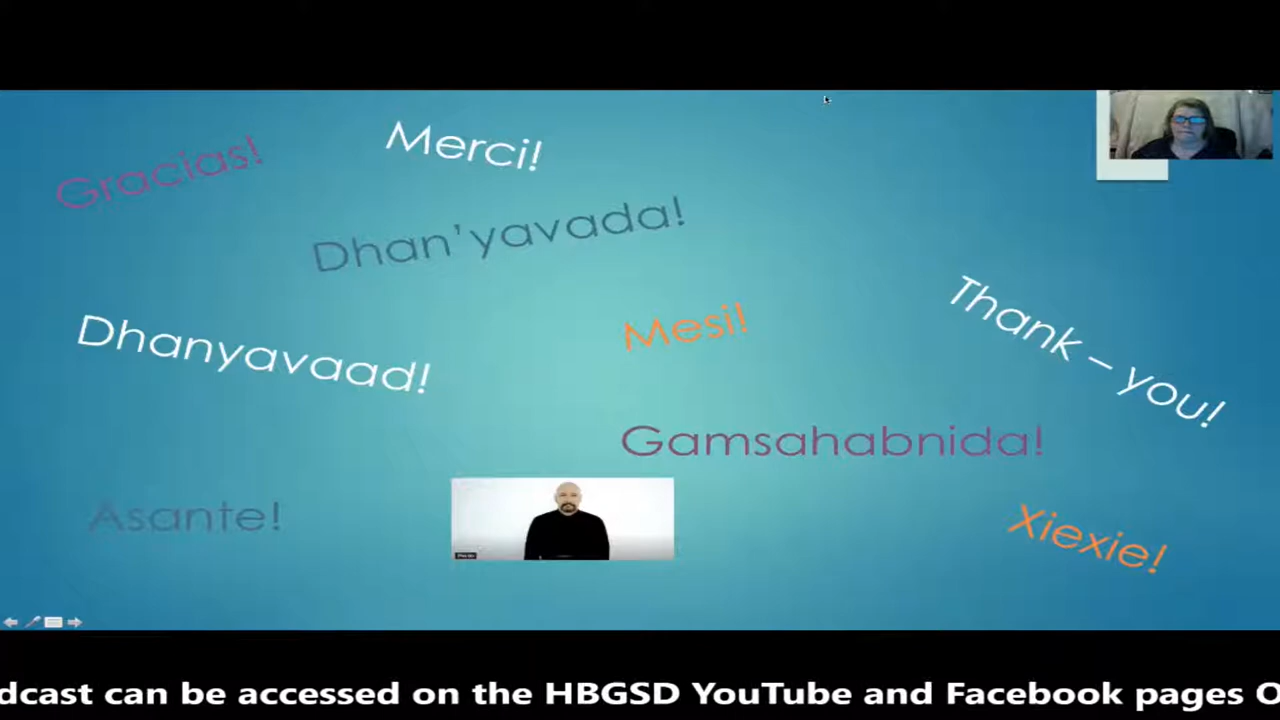 Merci!
Gracias!
Dhan'yavada!
Thank – you!
Mesi!
Dhanyavaad!
Gamsahabnida!
Asante!
Xiexie!
dcast can be accessed on the HBGSD YouTube and Facebook pages O